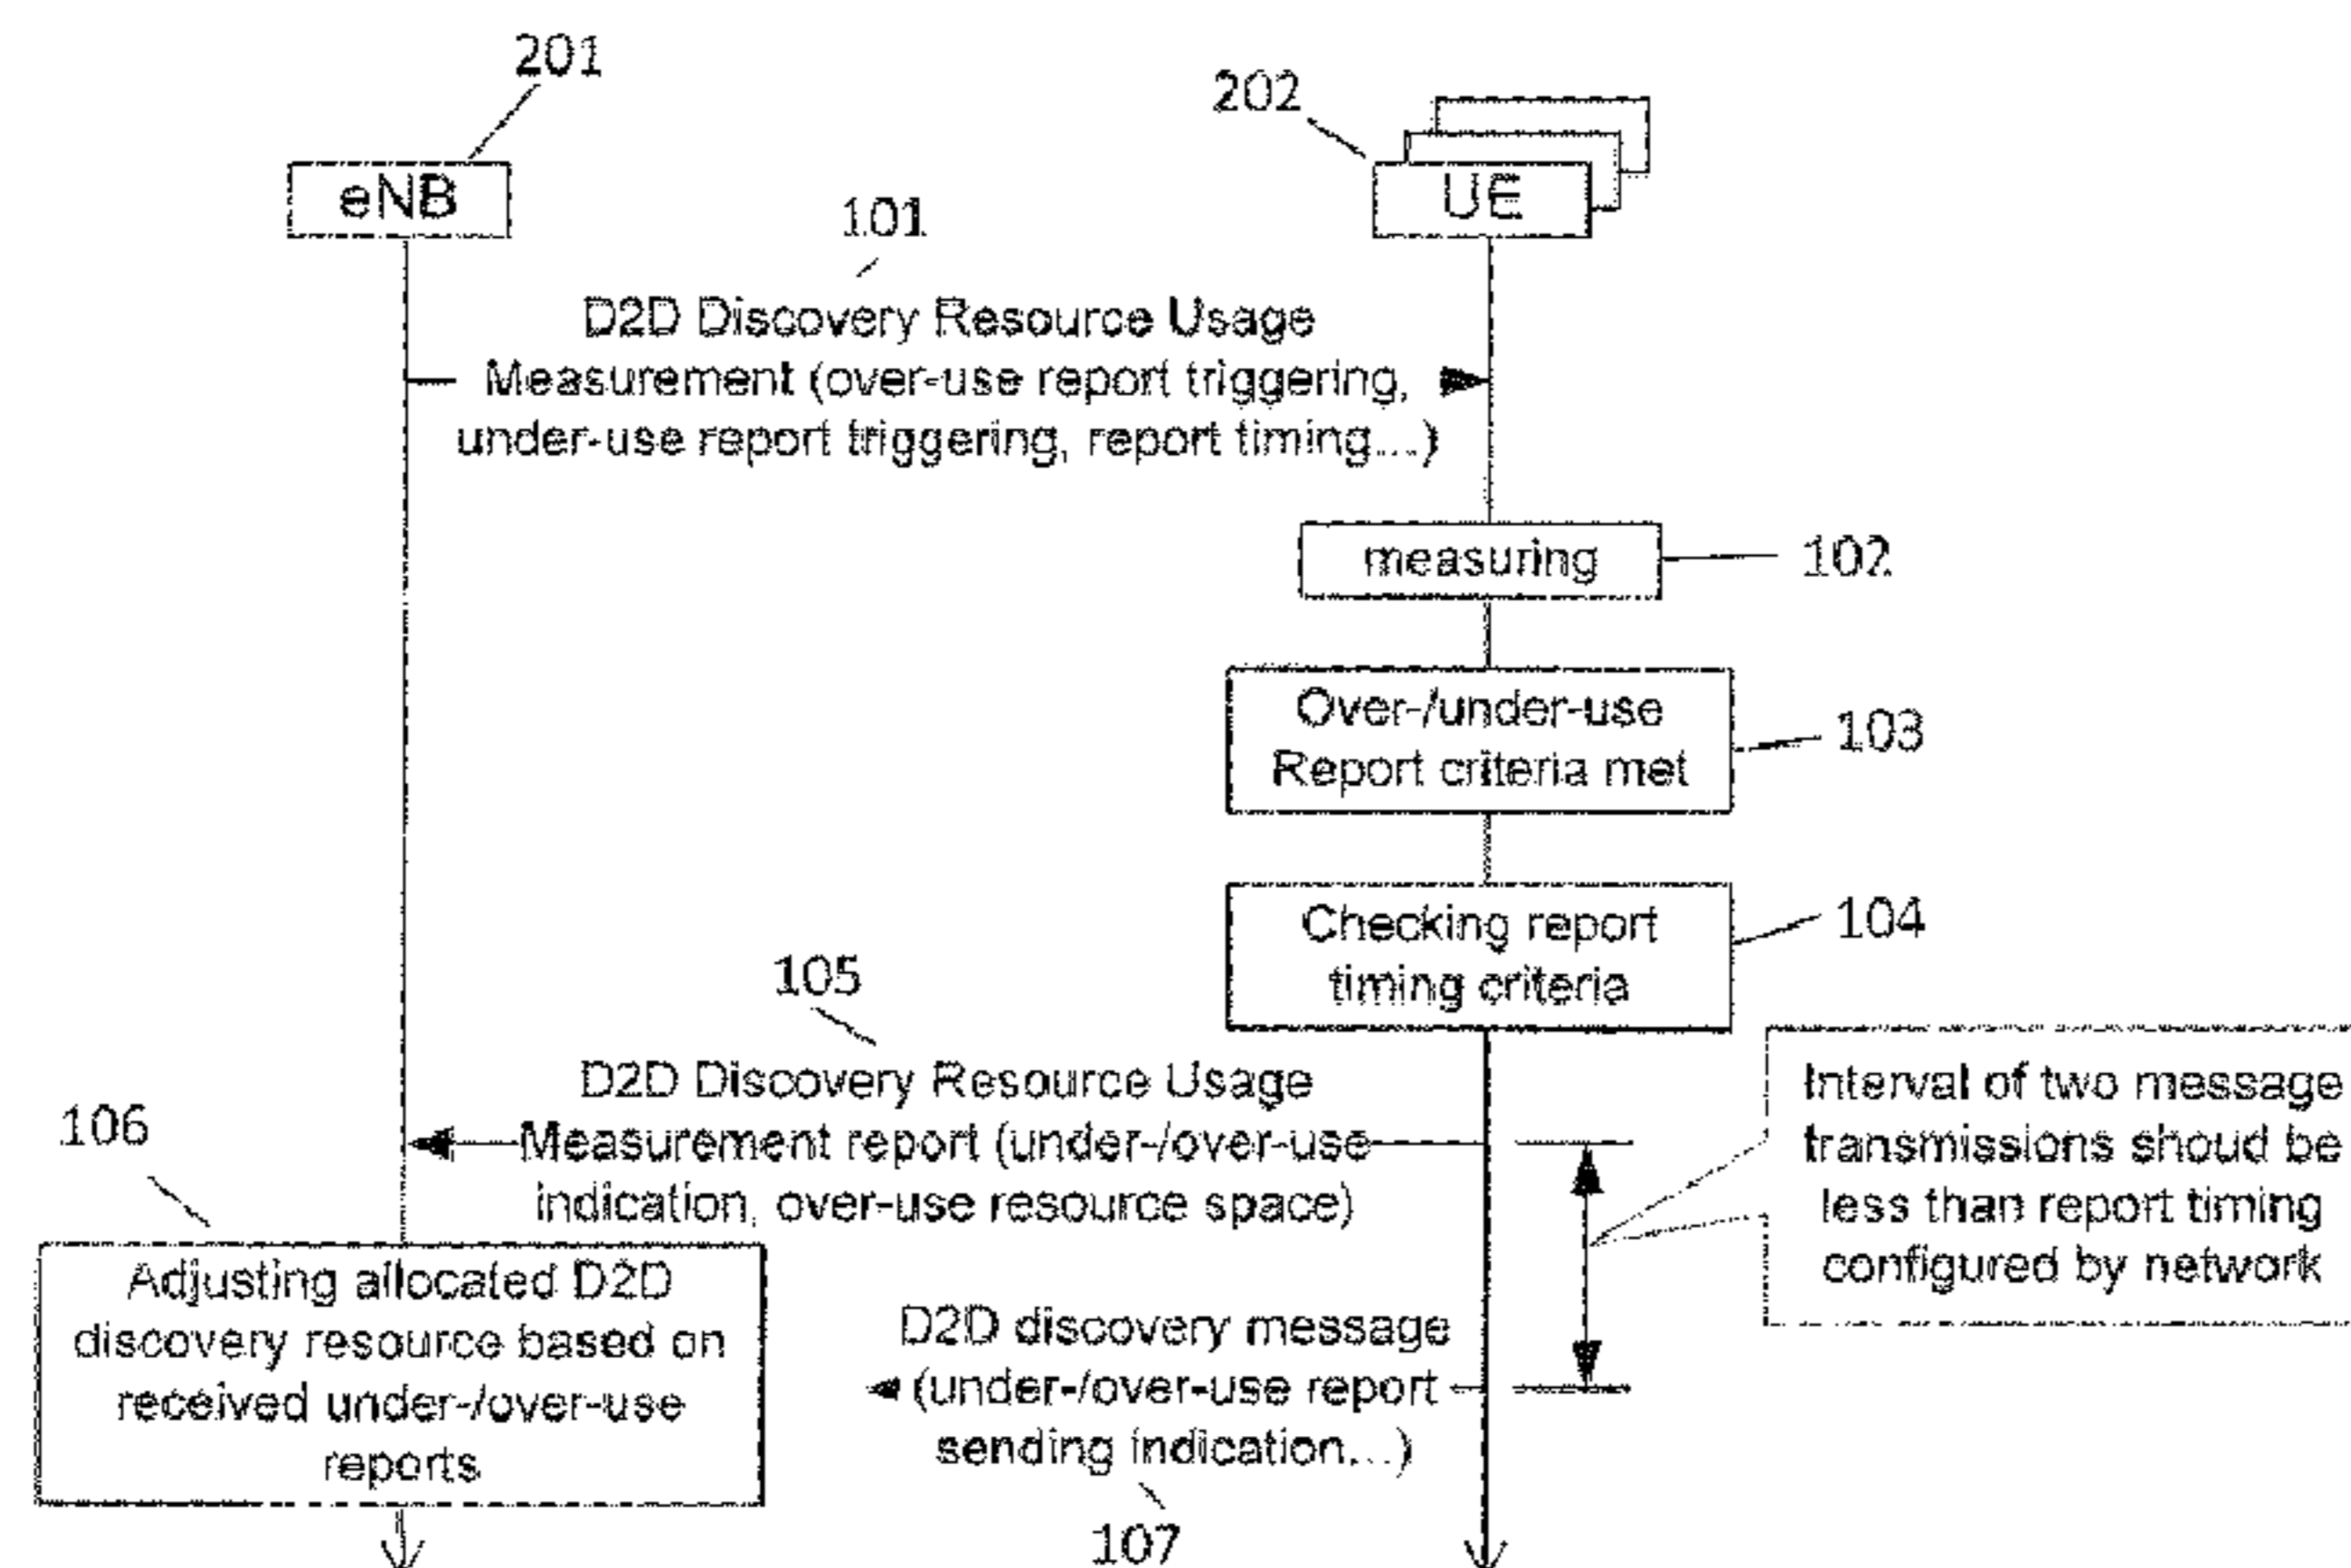 201
202
eNB
UE
101
D2D Discovery Resource Usage
Measurement (over-use report triggering,
under-use report triggering, report timing...)
measuring
102
Over-/under-use
Report criteria met
103
Checking report
timing criteria
104
105
D2D Discovery Resource Usage
Measurement report (under-/over-use
indication, over-use resource space)
Interval of two message
transmissions shoud be
less than report timing
configured by network
106
Adjusting allocated D2D
discovery resource based on
received under-/over-use
reports
D2D discovery message
(under-/over-use report
sending indication...)
107